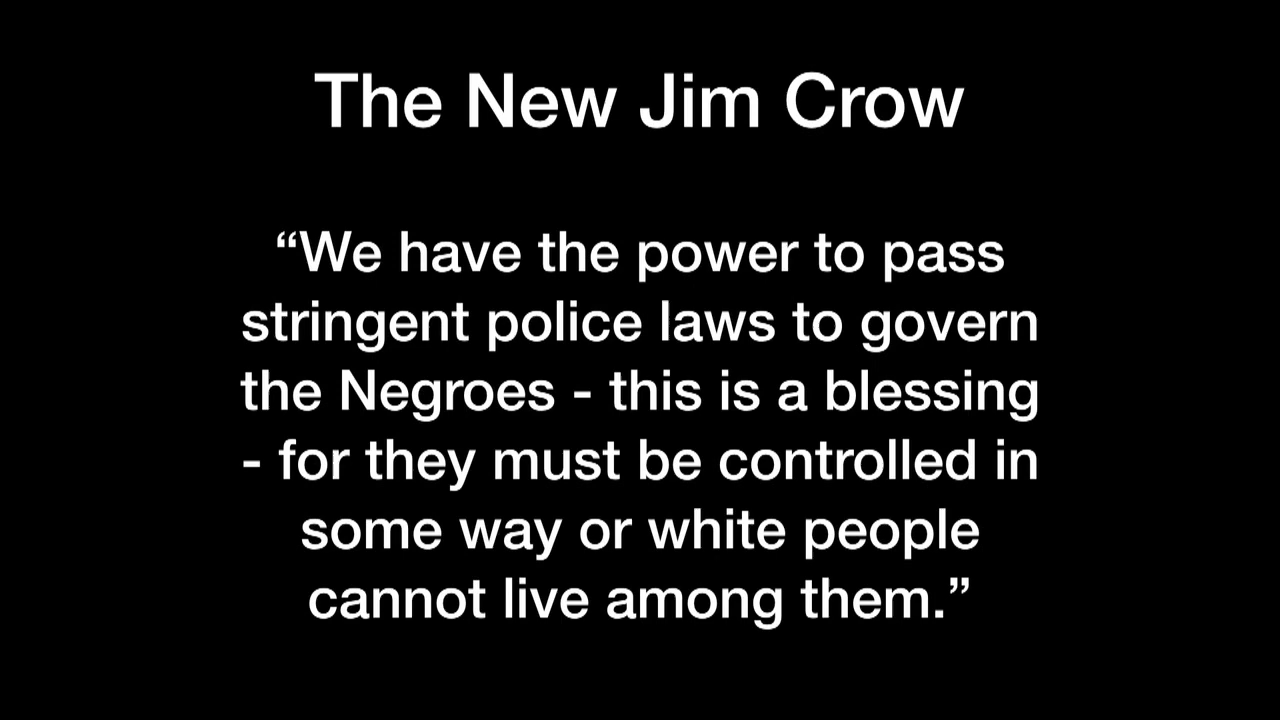 The New Jim Crow
“We have the power to pass
stringent police laws to govern
the Negroes - this is a blessing
- for they must be controlled in
some way or white people
cannot live among them.”